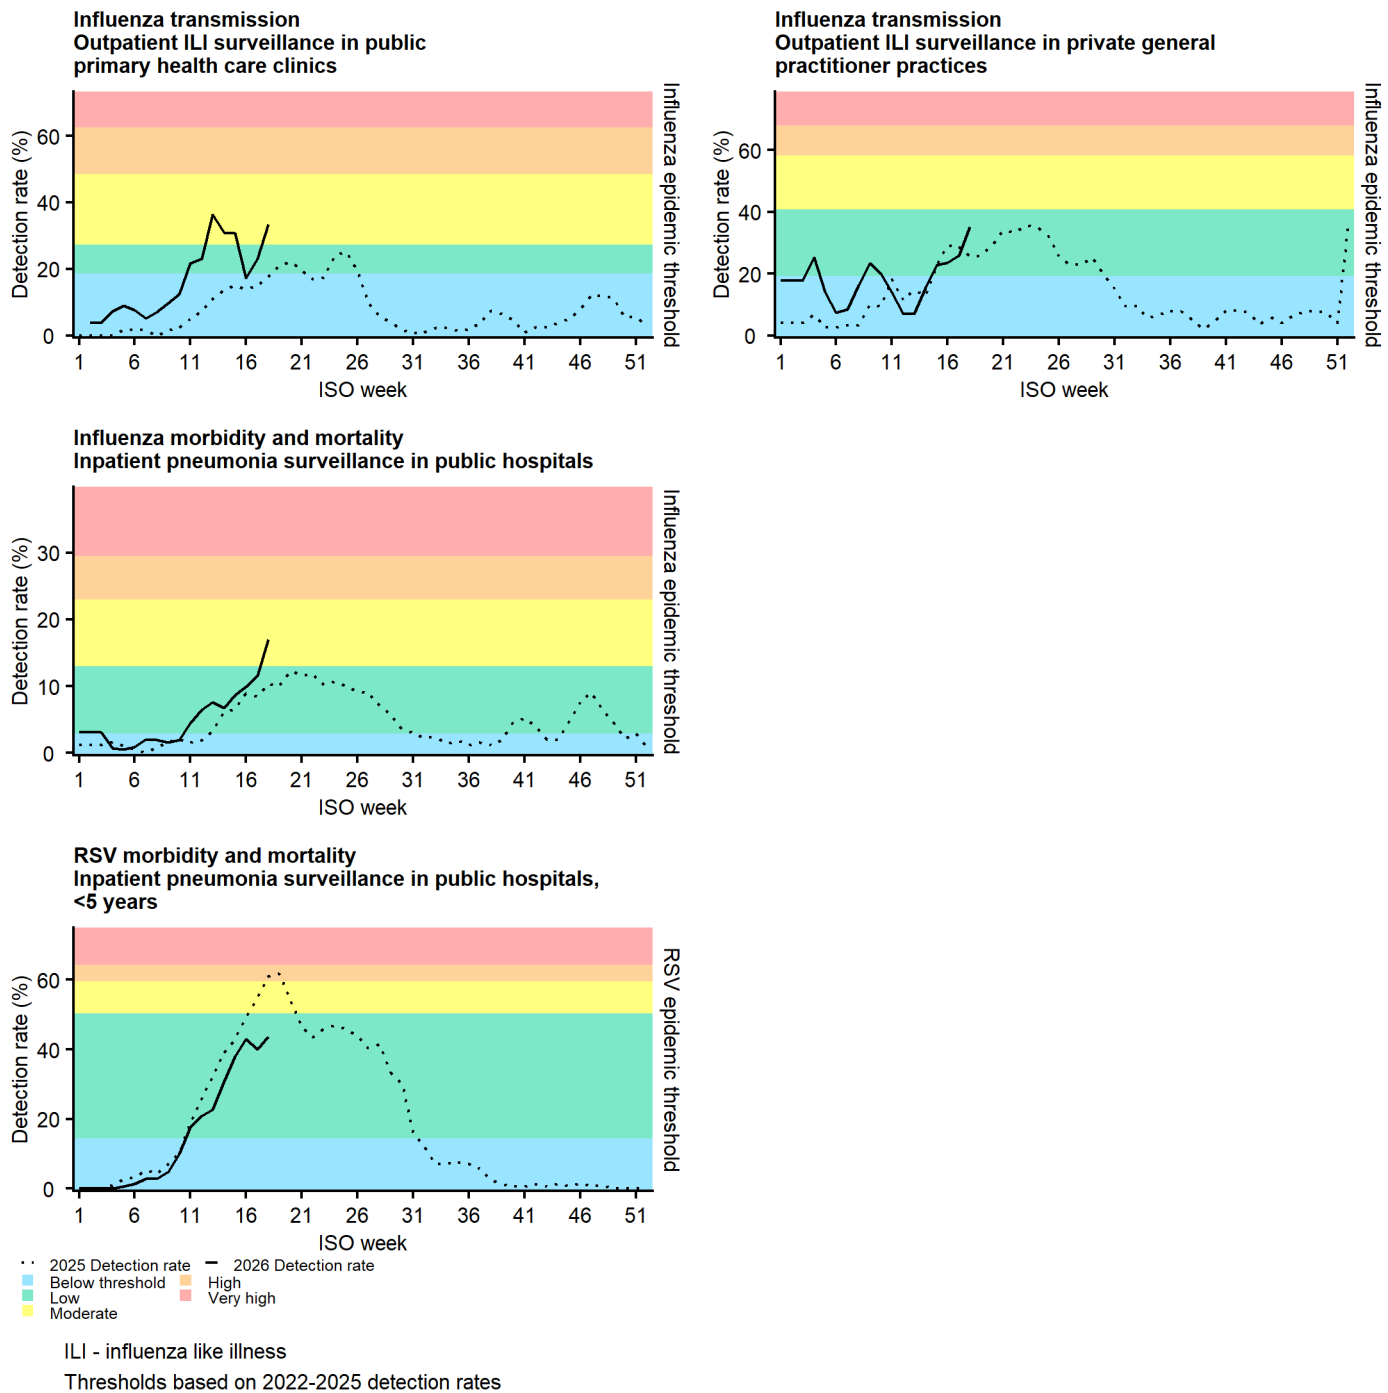 Influenza transmission
Outpatient ILI surveillance in public
primary health care clinics
Detection rate (%)
60
40
20
0
1 6 11 16 21 26 31 36 41 46 51
ISO week
Influenza epidemic threshold
Influenza transmission
Outpatient ILI surveillance in private general
practitioner practices
Detection rate (%)
60
40
20
0
1 6 11 16 21 26 31 36 41 46 51
ISO week
Influenza epidemic threshold
Influenza morbidity and mortality
Inpatient pneumonia surveillance in public hospitals
Detection rate (%)
30
20
10
0
1 6 11 16 21 26 31 36 41 46 51
ISO week
Influenza epidemic threshold
RSV morbidity and mortality
Inpatient pneumonia surveillance in public hospitals,
<5 years
Detection rate (%)
60
40
20
0
1 6 11 16 21 26 31 36 41 46 51
ISO week
RSV epidemic threshold
2025 Detection rate 2026 Detection rate
Below threshold High
Low Very high
Moderate
ILI - influenza like illness
Thresholds based on 2022-2025 detection rates